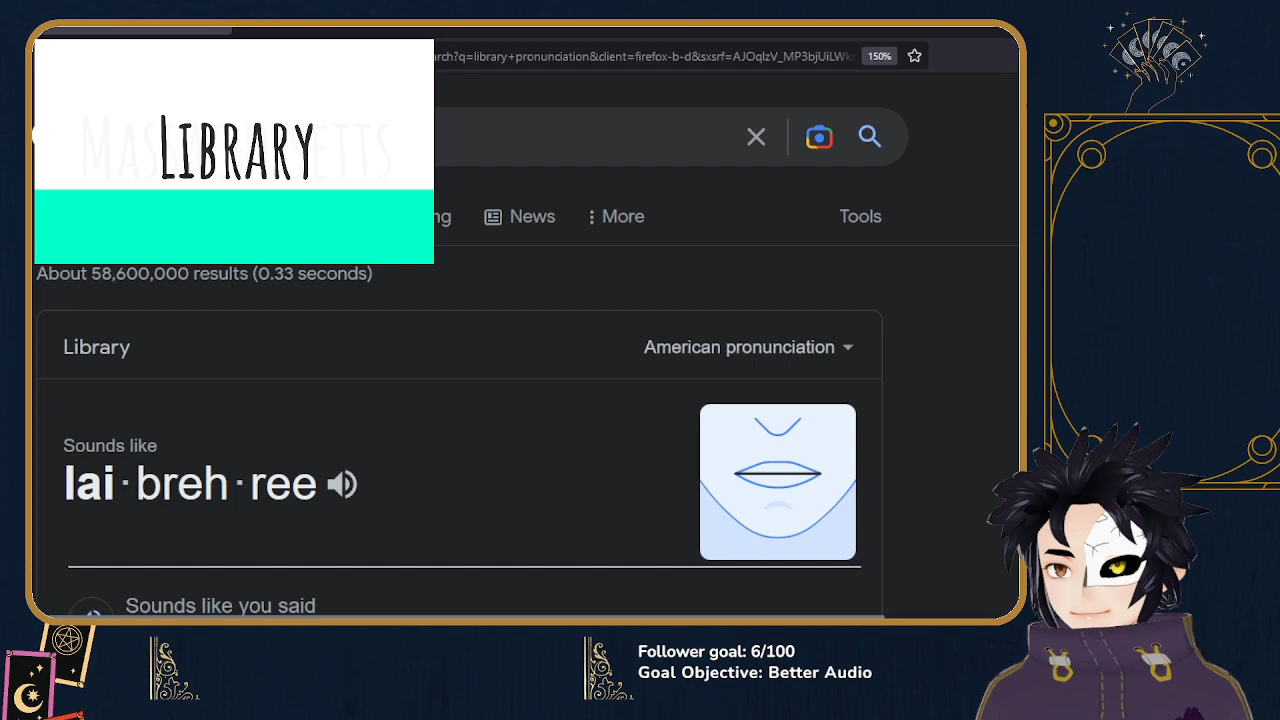 arch?q=library+pronunciation&client=firefox-b-d&sxsrf=AJOqlzV_MP3bjUiLWk
150%
Massachusetts
Library
ng
News
More
Tools
About 58,600,000 results (0.33 seconds)
Library
American pronunciation
Sounds like
lai·breh·ree
Sounds like you said
Follower goal: 6/100
Goal Objective: Better Audio